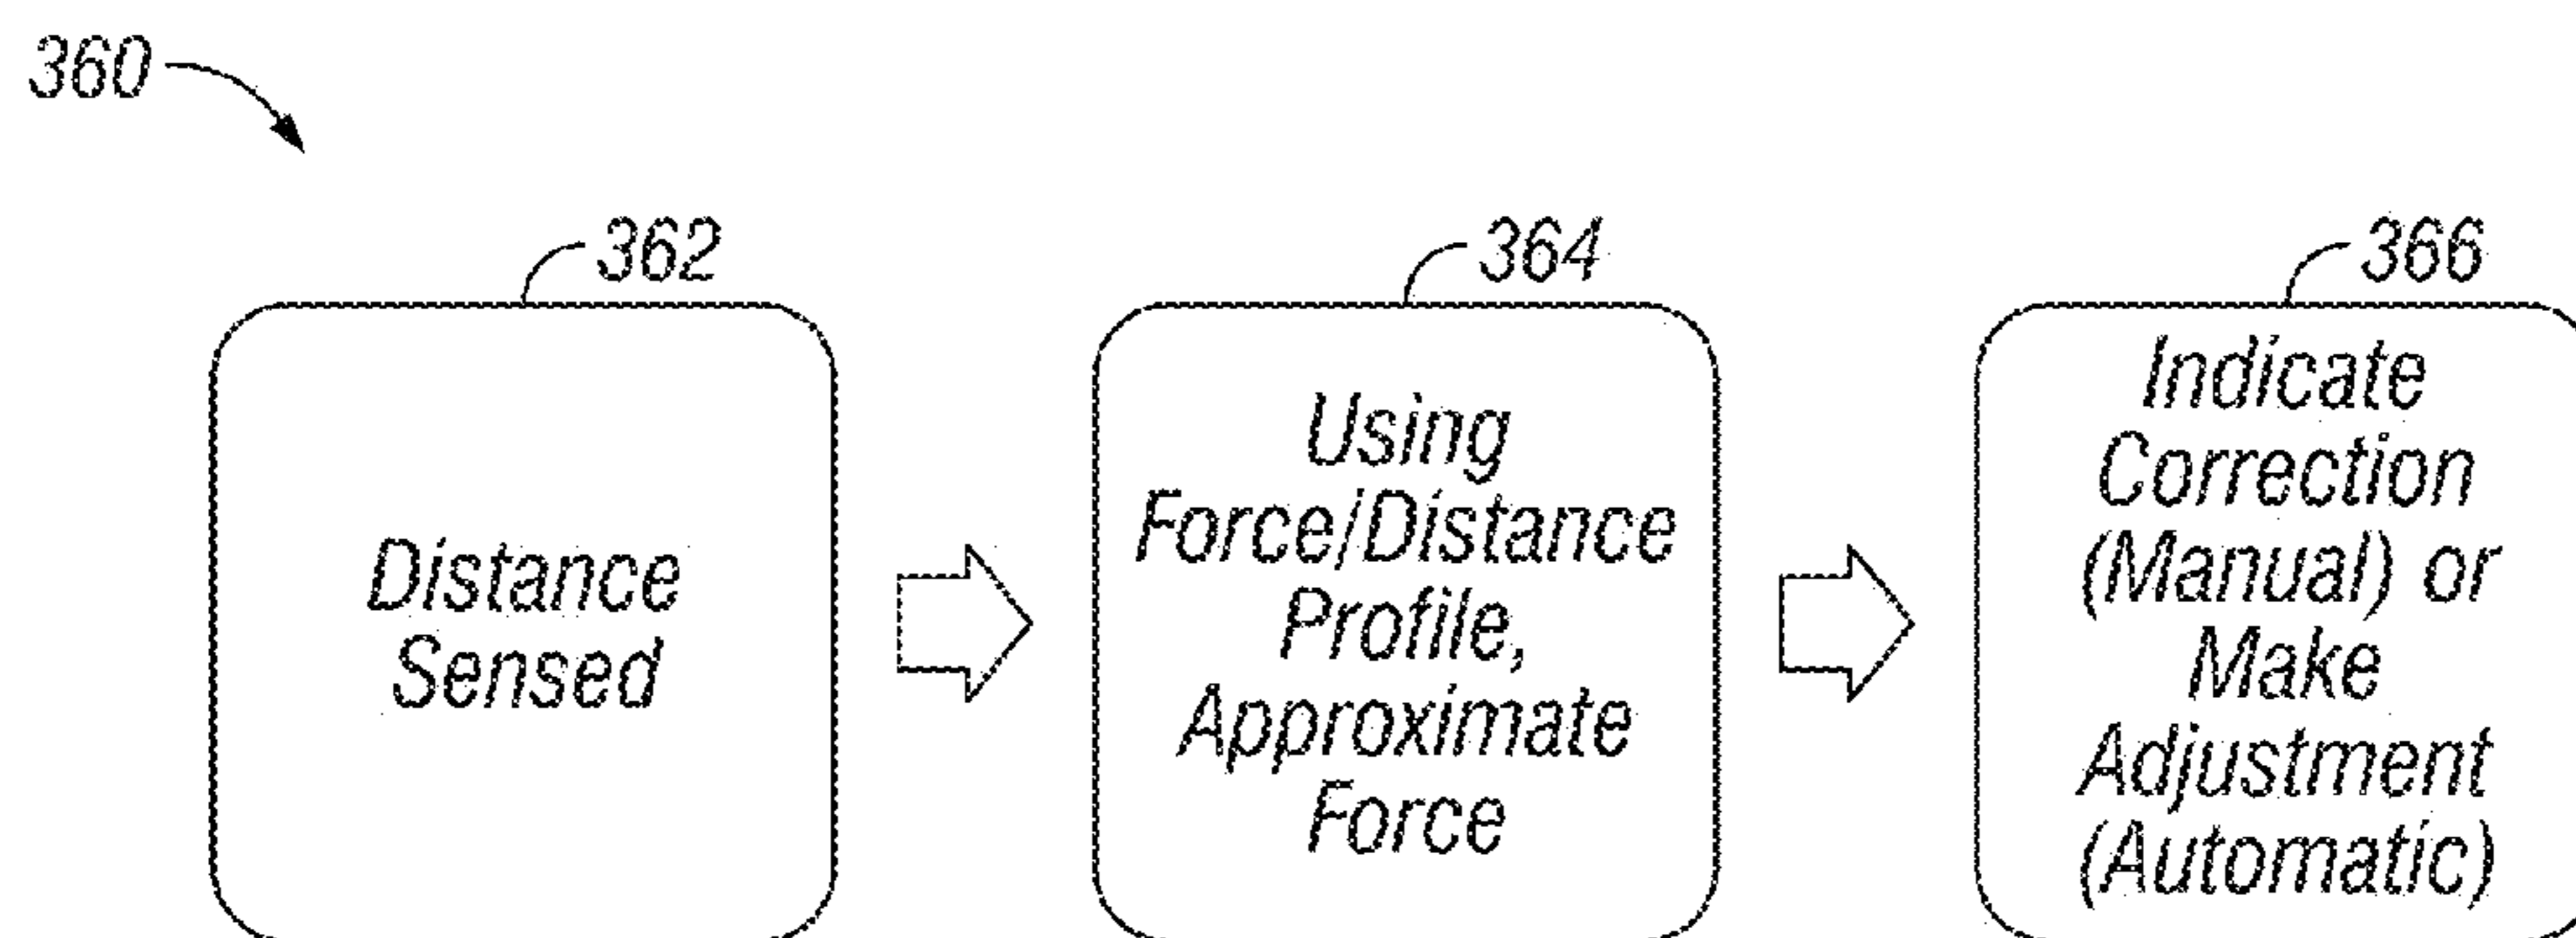 360
362
364
366
Distance
Sensed
Using
Force/Distance
Profile,
Approximate
Force
Indicate
Correction
(Manual) or
Make
Adjustment
(Automatic)